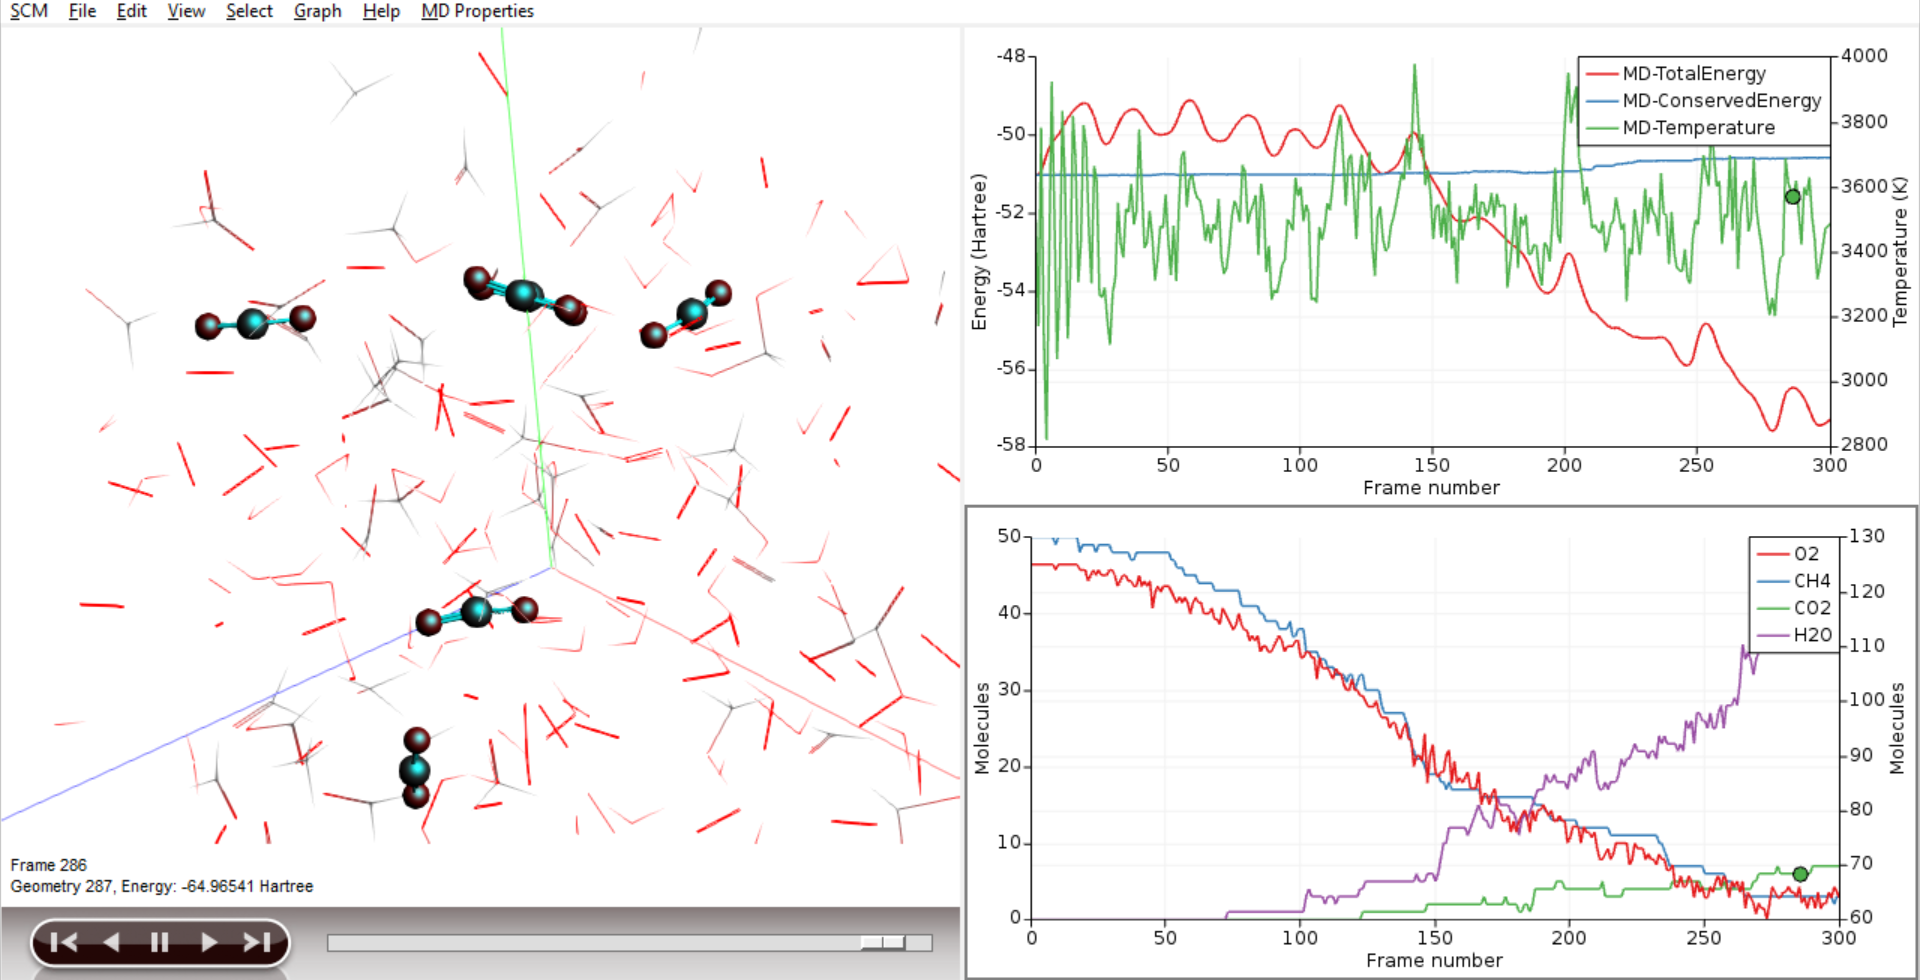 SCM File Edit View Select Graph Help MD Properties
Frame 286
Geometry 287, Energy: -64.96541 Hartree
MD-TotalEnergy
MD-ConservedEnergy
MD-Temperature
Energy (Hartree)
-48
-50
-52
-54
-56
-58
0 50 100 150 200 250 300
Frame number
4000
3800
3600
3400
3200
3000
2800
Temperature (K)
O2
CH4
CO2
H2O
Molecules
50
40
30
20
10
0
0 50 100 150 200 250 300
Frame number
130
120
110
100
90
80
70
60
Molecules